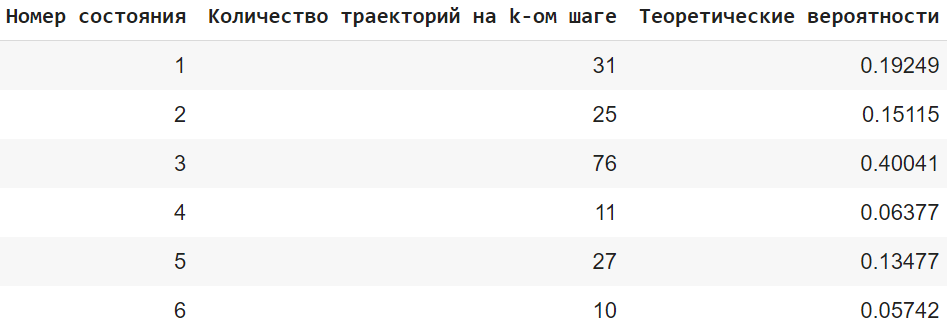 Номер состояния Количество траекторий на k-ом шаге Теоретические вероятности
1 31 0.19249
2 25 0.15115
3 76 0.40041
4 11 0.06377
5 27 0.13477
6 10 0.05742